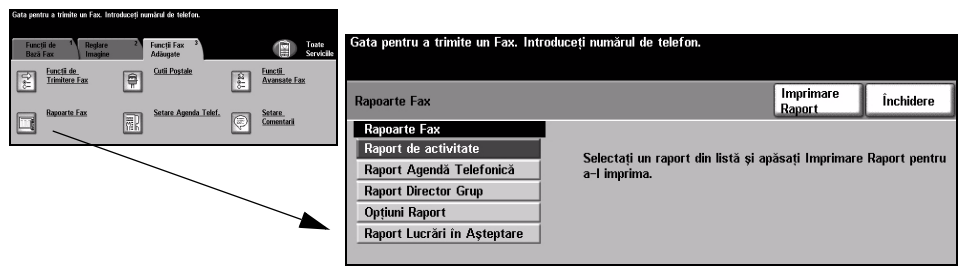 Gata pentru a trimite un Fax. Introduceți numărul de telefon.
Funcții de Bază Fax
1
Reglare Imagine
2
Funcții Fax Adăugate
3
Toate Serviciile
Funcții de Trimitere Fax
Cutii Poștale
Funcții Avansate Fax
Rapoarte Fax
Setare Agenda Telef.
Setare Comentarii
Gata pentru a trimite un Fax. Introduceți numărul de telefon.
Rapoarte Fax
Imprimare Raport
Închidere
Rapoarte Fax
Raport de activitate
Raport Agendă Telefonică
Raport Director Grup
Opțiuni Raport
Raport Lucrări în Așteptare
Selectați un raport din listă și apăsați Imprimare Raport pentru
a-l imprima.